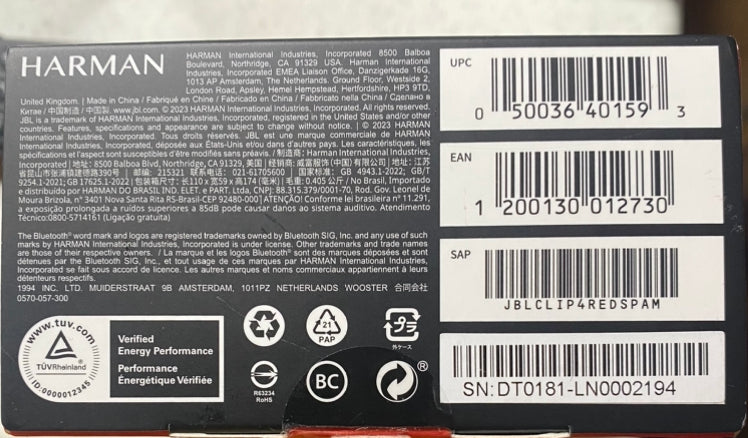 HARMAN
HARMAN International Industries, Incorporated 8500 Balboa
Boulevard, Northridge, CA 91329 USA. Harman International
Industries, Incorporated EMEA Liaison Office, Danzigerkade 16G,
1013 AP Amsterdam, The Netherlands. Ground Floor, Westside 2,
London Road, Apsley, Hemel Hempstead, Hertfordshire, HP3 9TD,
United Kingdom. | Made in China / Fabriqué en Chine / Fabricado en China / Fabricato nella China / Сделано в
Китае / 中国制造 / 中国製. www.jbl.com. © 2023 HARMAN International Industries, Incorporated. All rights reserved.
JBL is a trademark of HARMAN International Industries, Incorporated, registered in the United States and/or other
countries. Features, specifications and appearance are subject to change without notice. | © 2023 HARMAN
International Industries, Incorporated. Tous droits réservés. JBL est une marque commerciale de HARMAN
International Industries, Incorporated, déposée aux États-Unis et/ou dans d'autres pays. Les caractéristiques, les
spécifications et l'aspect sont susceptibles d'être modifiés sans préavis. / 制造商: Harman International Industries,
Incorporated | 地址: 8500 Balboa Blvd, Northridge, CA 91329, 美国 | 经销商: 威富服饰(中国)有限公司 | 地址: 江苏
省昆山市张浦镇建德路390号 | 邮编: 215321 联系电话: 021-61705600 | 国家标准: GB 4943.1-2022; GB/T
9254.1-2021; GB 17625.1-2022 | 包装箱尺寸: 长110 x 宽59 x 高174 (毫米) | 毛重: 0.405 公斤 / No Brasil, Importado
e distribuído por HARMAN DO BRASIL IND. ELET. e PART. Ltda, CNPJ: 88.315.379/0001-70, Rod. Gov. Leonel de
Moura Brizola, n° 3401 Nova Santa Rita RS-Brasil-CEP 92480-000| ATENÇÃO! Conforme lei brasileira n° 11.291,
a exposição prolongada a ruídos superiores a 85dB pode causar danos ao sistema auditivo. Atendimento
Técnico:0800-5714161 (Ligação gratuita)
The Bluetooth® word mark and logos are registered trademarks owned by Bluetooth SIG, Inc. and any use of such
marks by HARMAN International Industries, Incorporated is under license. Other trademarks and trade names
are those of their respective owners. / La marque et les logos Bluetooth® sont des marques déposées et sont
détenues par the Bluetooth SIG, Inc., et tout usage de ces marques par HARMAN International Industries,
Incorporated se fait sous accord de licence. Les autres marques et noms commerciaux appartiennent à leurs
détenteurs respectifs.
1994 INC. LTD. MUIDERSTRAAT 9B AMSTERDAM, 1011PZ NETHERLANDS WOOSTER 合同会社
0570-057-300
www.tuv.com
TÜVRheinland
ID:0000012345
Verified
Energy Performance
Performance
Énergétique Vérifiée
21
PAP
プラ
外ケース
R63234
RoHS
BC
®
UPC
0 50036 40159 3
EAN
1 200130 012730
SAP
JBLCLIP4REDSPAM
SN:DT0181-LN0002194